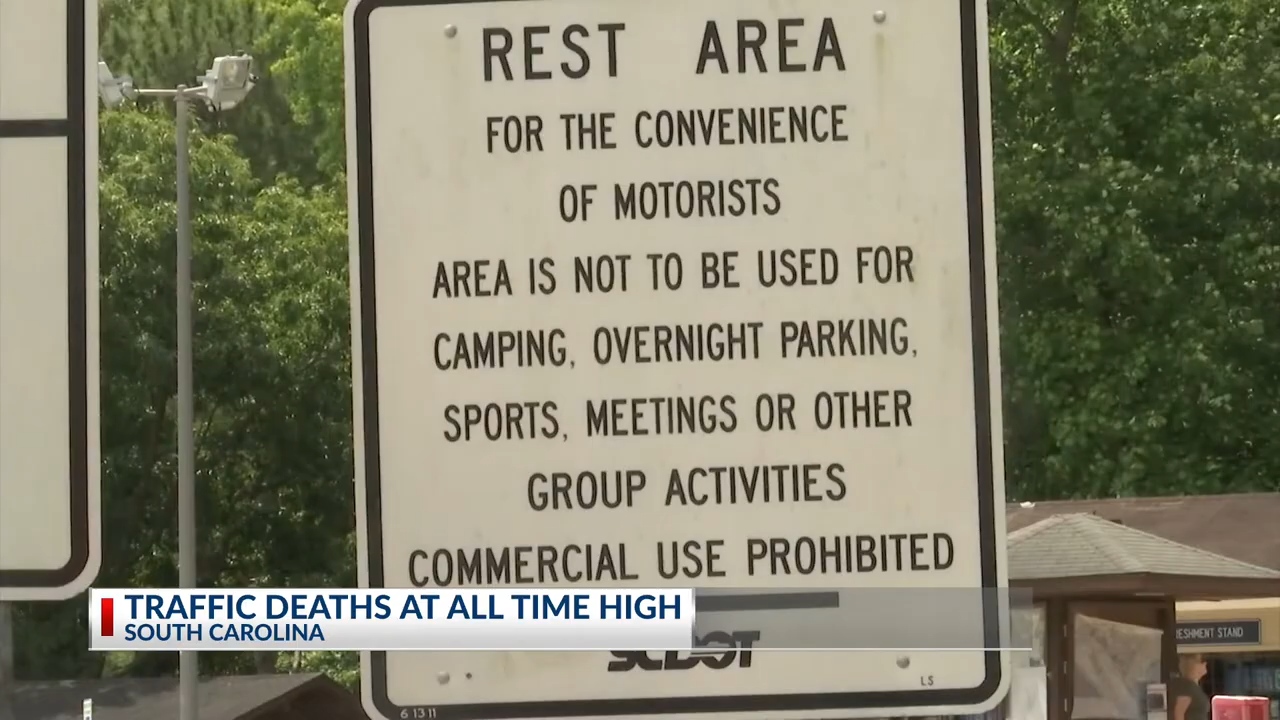 REST AREA
FOR THE CONVENIENCE
OF MOTORISTS
AREA IS NOT TO BE USED FOR
CAMPING, OVERNIGHT PARKING,
SPORTS, MEETINGS OR OTHER
GROUP ACTIVITIES
COMMERCIAL USE PROHIBITED
TRAFFIC DEATHS AT ALL TIME HIGH
SOUTH CAROLINA
SCDOT
LS
6 13 11
ESHMENT STAND